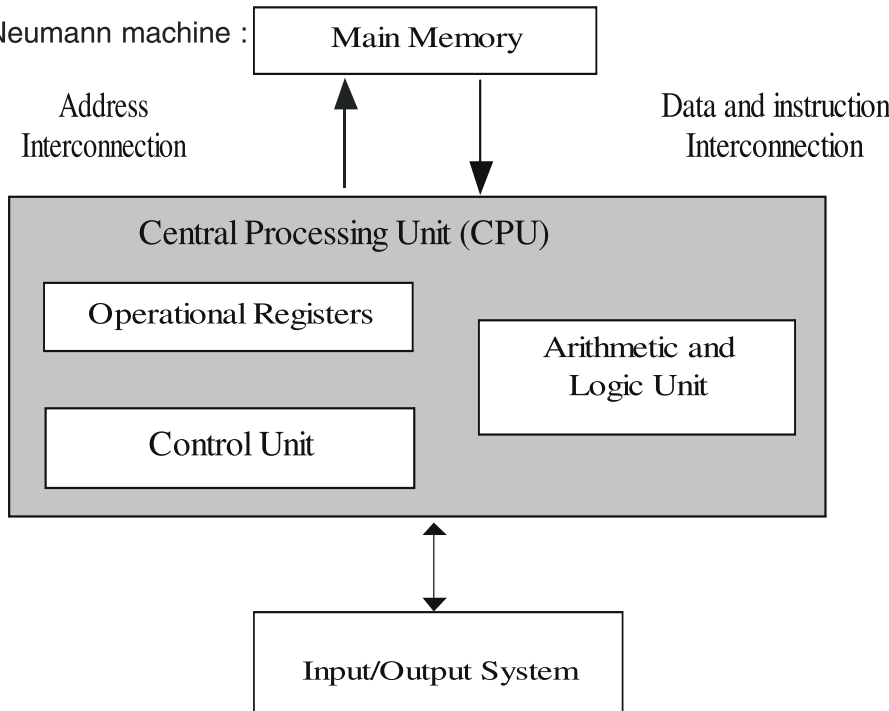 Neumann machine :
Main Memory
Address
Interconnection
Data and instruction
Interconnection
Central Processing Unit (CPU)
Operational Registers
Arithmetic and
Logic Unit
Control Unit
Input/Output System